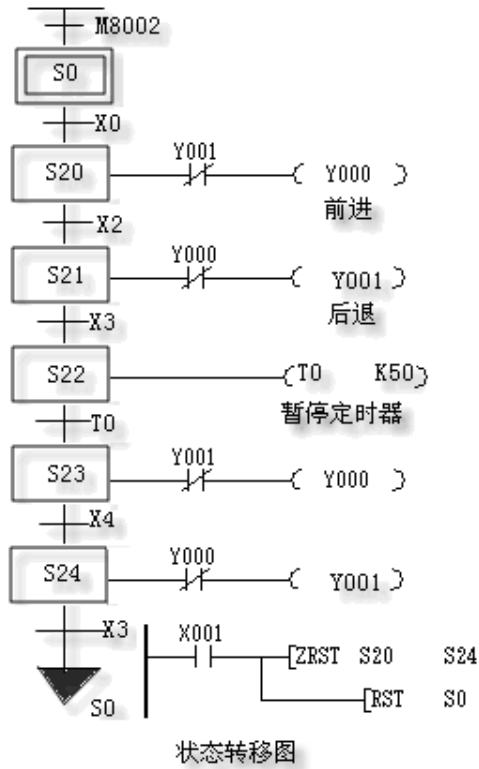 M8002
S0
X0
Y001
S20 Y000
前进
X2
Y000
S21 Y001
后退
X3
S22 T0 K50
暂停定时器
T0
Y001
S23 Y000
X4
Y000
S24 Y001
X3 X001
ZRST S20 S24
S0 RST S0
状态转移图